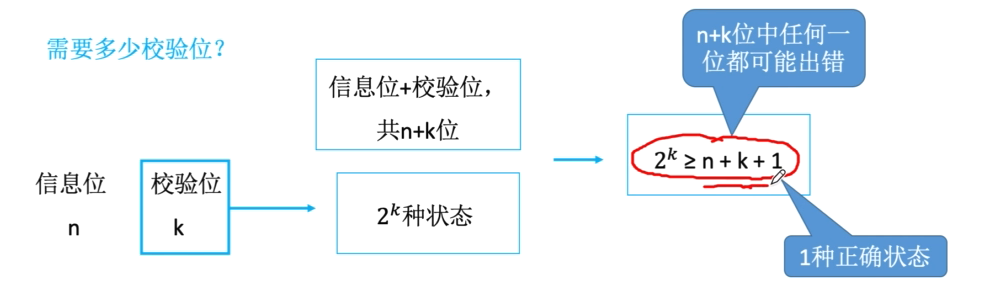 需要多少校验位？
n+k位中任何一
位都可能出错
信息位+校验位，
共n+k位
2ᵏ ≥ n + k + 1
信息位
n
校验位
k
2ᵏ种状态
1种正确状态